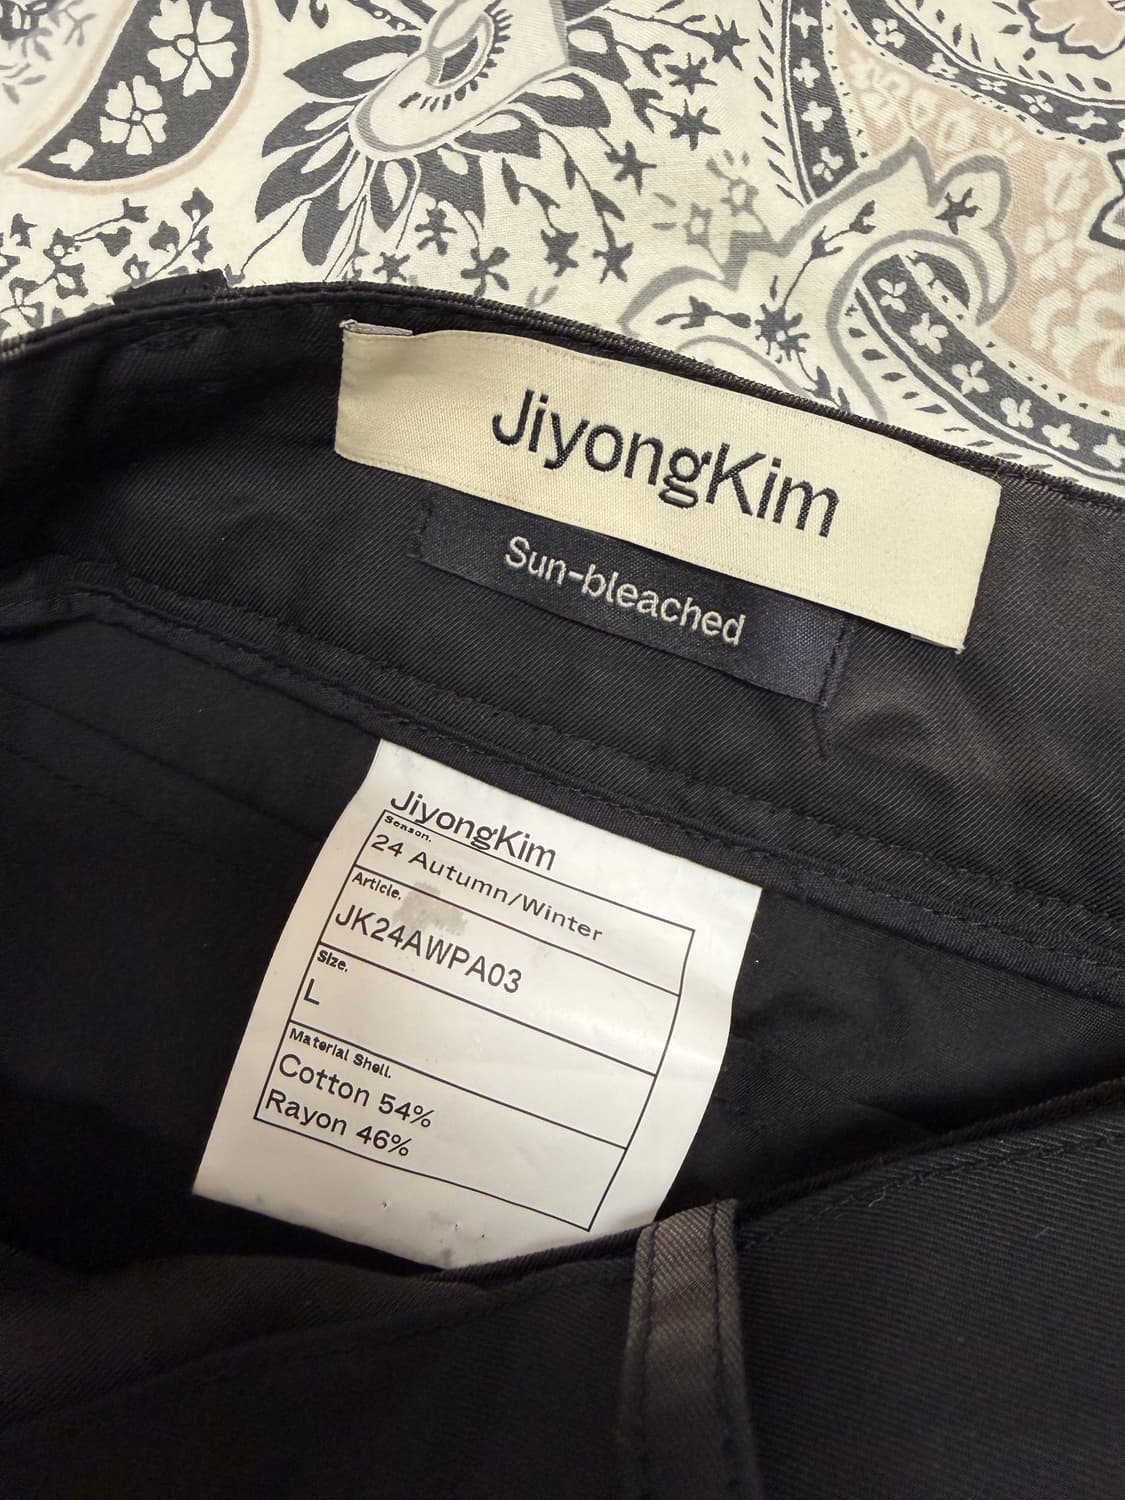 JiyongKim
Sun-bleached
JiyongKim
Season.
24 Autumn/Winter
Article.
JK24AWPA03
Size.
L
Material Shell.
Cotton 54%
Rayon 46%